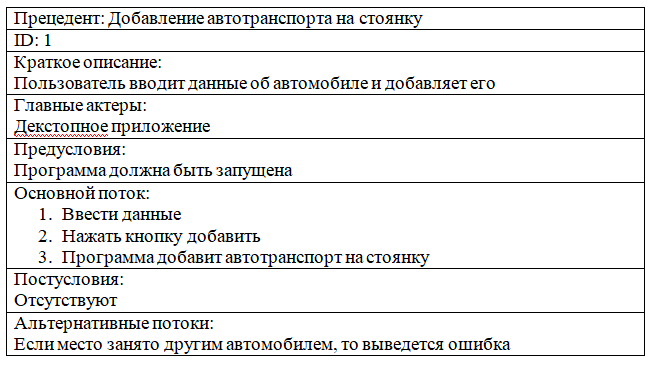 Прецедент: Добавление автотранспорта на стоянку
ID: 1
Краткое описание:
Пользователь вводит данные об автомобиле и добавляет его
Главные актеры:
Декстопное приложение
Предусловия:
Программа должна быть запущена
Основной поток:
1. Ввести данные
2. Нажать кнопку добавить
3. Программа добавит автотранспорт на стоянку
Постусловия:
Отсутствуют
Альтернативные потоки:
Если место занято другим автомобилем, то выведется ошибка